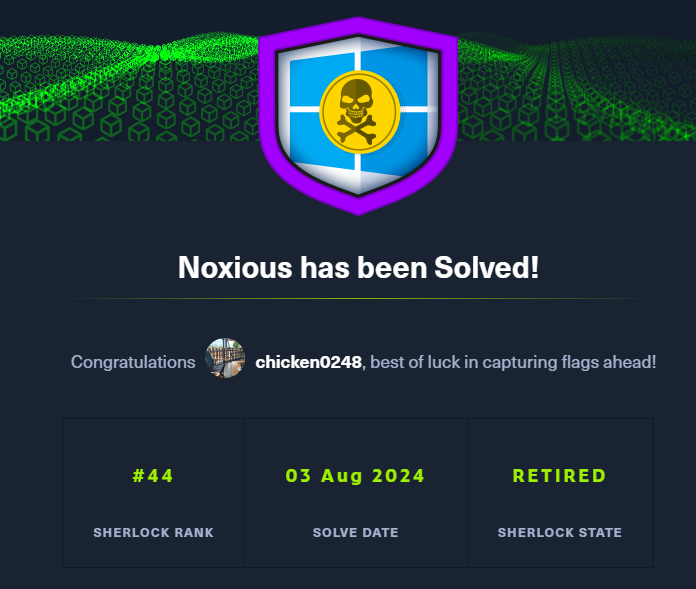 Noxious has been Solved!
Congratulations chicken0248, best of luck in capturing flags ahead!
#44 03 Aug 2024 RETIRED
SHERLOCK RANK SOLVE DATE SHERLOCK STATE